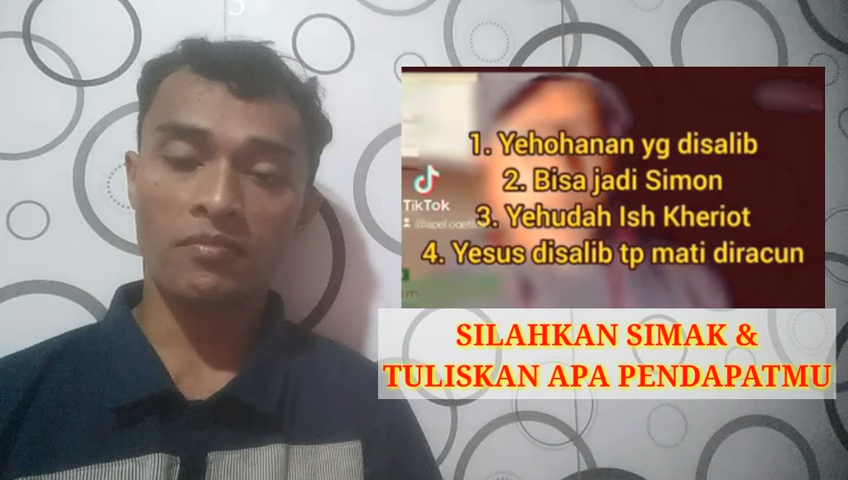 1. Yehohanan yg disalib
2. Bisa jadi Simon
TikTok
3. Yehudah Ish Kheriot
4. Yesus disalib tp mati diracun
SILAHKAN SIMAK &
TULISKAN APA PENDAPATMU